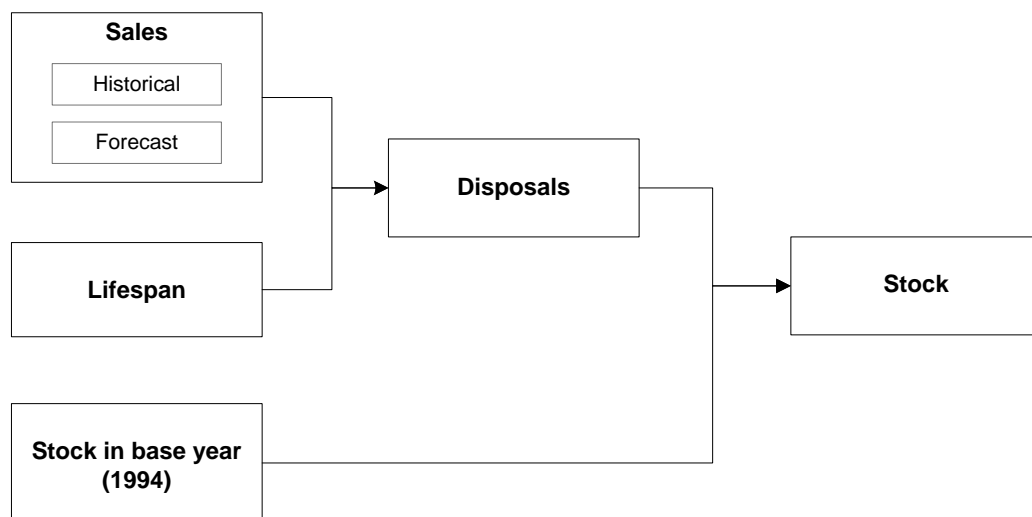 Sales
Historical
Forecast
Disposals
Lifespan
Stock
Stock in base year
(1994)